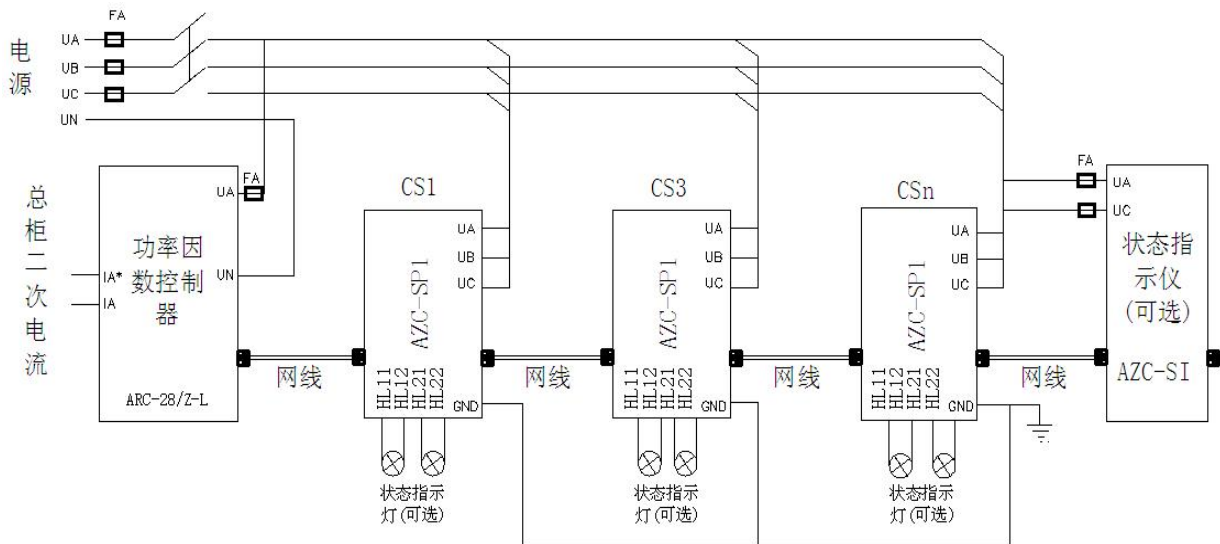 FA
电源
UA
UB
UC
UN
总柜二次电流
IA*
IA
功率因
数控制
器
UA
FA
UN
ARC-28/Z-L
网线
CS1
UA
UB
UC
AZC-SP1
HL11
HL12
HL21
HL22
GND
状态指示
灯(可选)
网线
CS3
UA
UB
UC
AZC-SP1
HL11
HL12
HL21
HL22
GND
状态指示
灯(可选)
网线
CSn
UA
UB
UC
AZC-SP1
HL11
HL12
HL21
HL22
GND
状态指示
灯(可选)
网线
FA
UA
UC
状态指
示仪
(可选)
AZC-SI